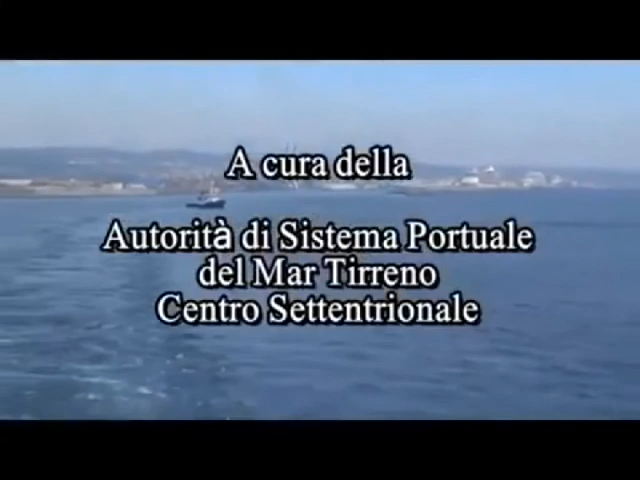 A cura della
Autorità di Sistema Portuale
del Mar Tirreno
Centro Settentrionale